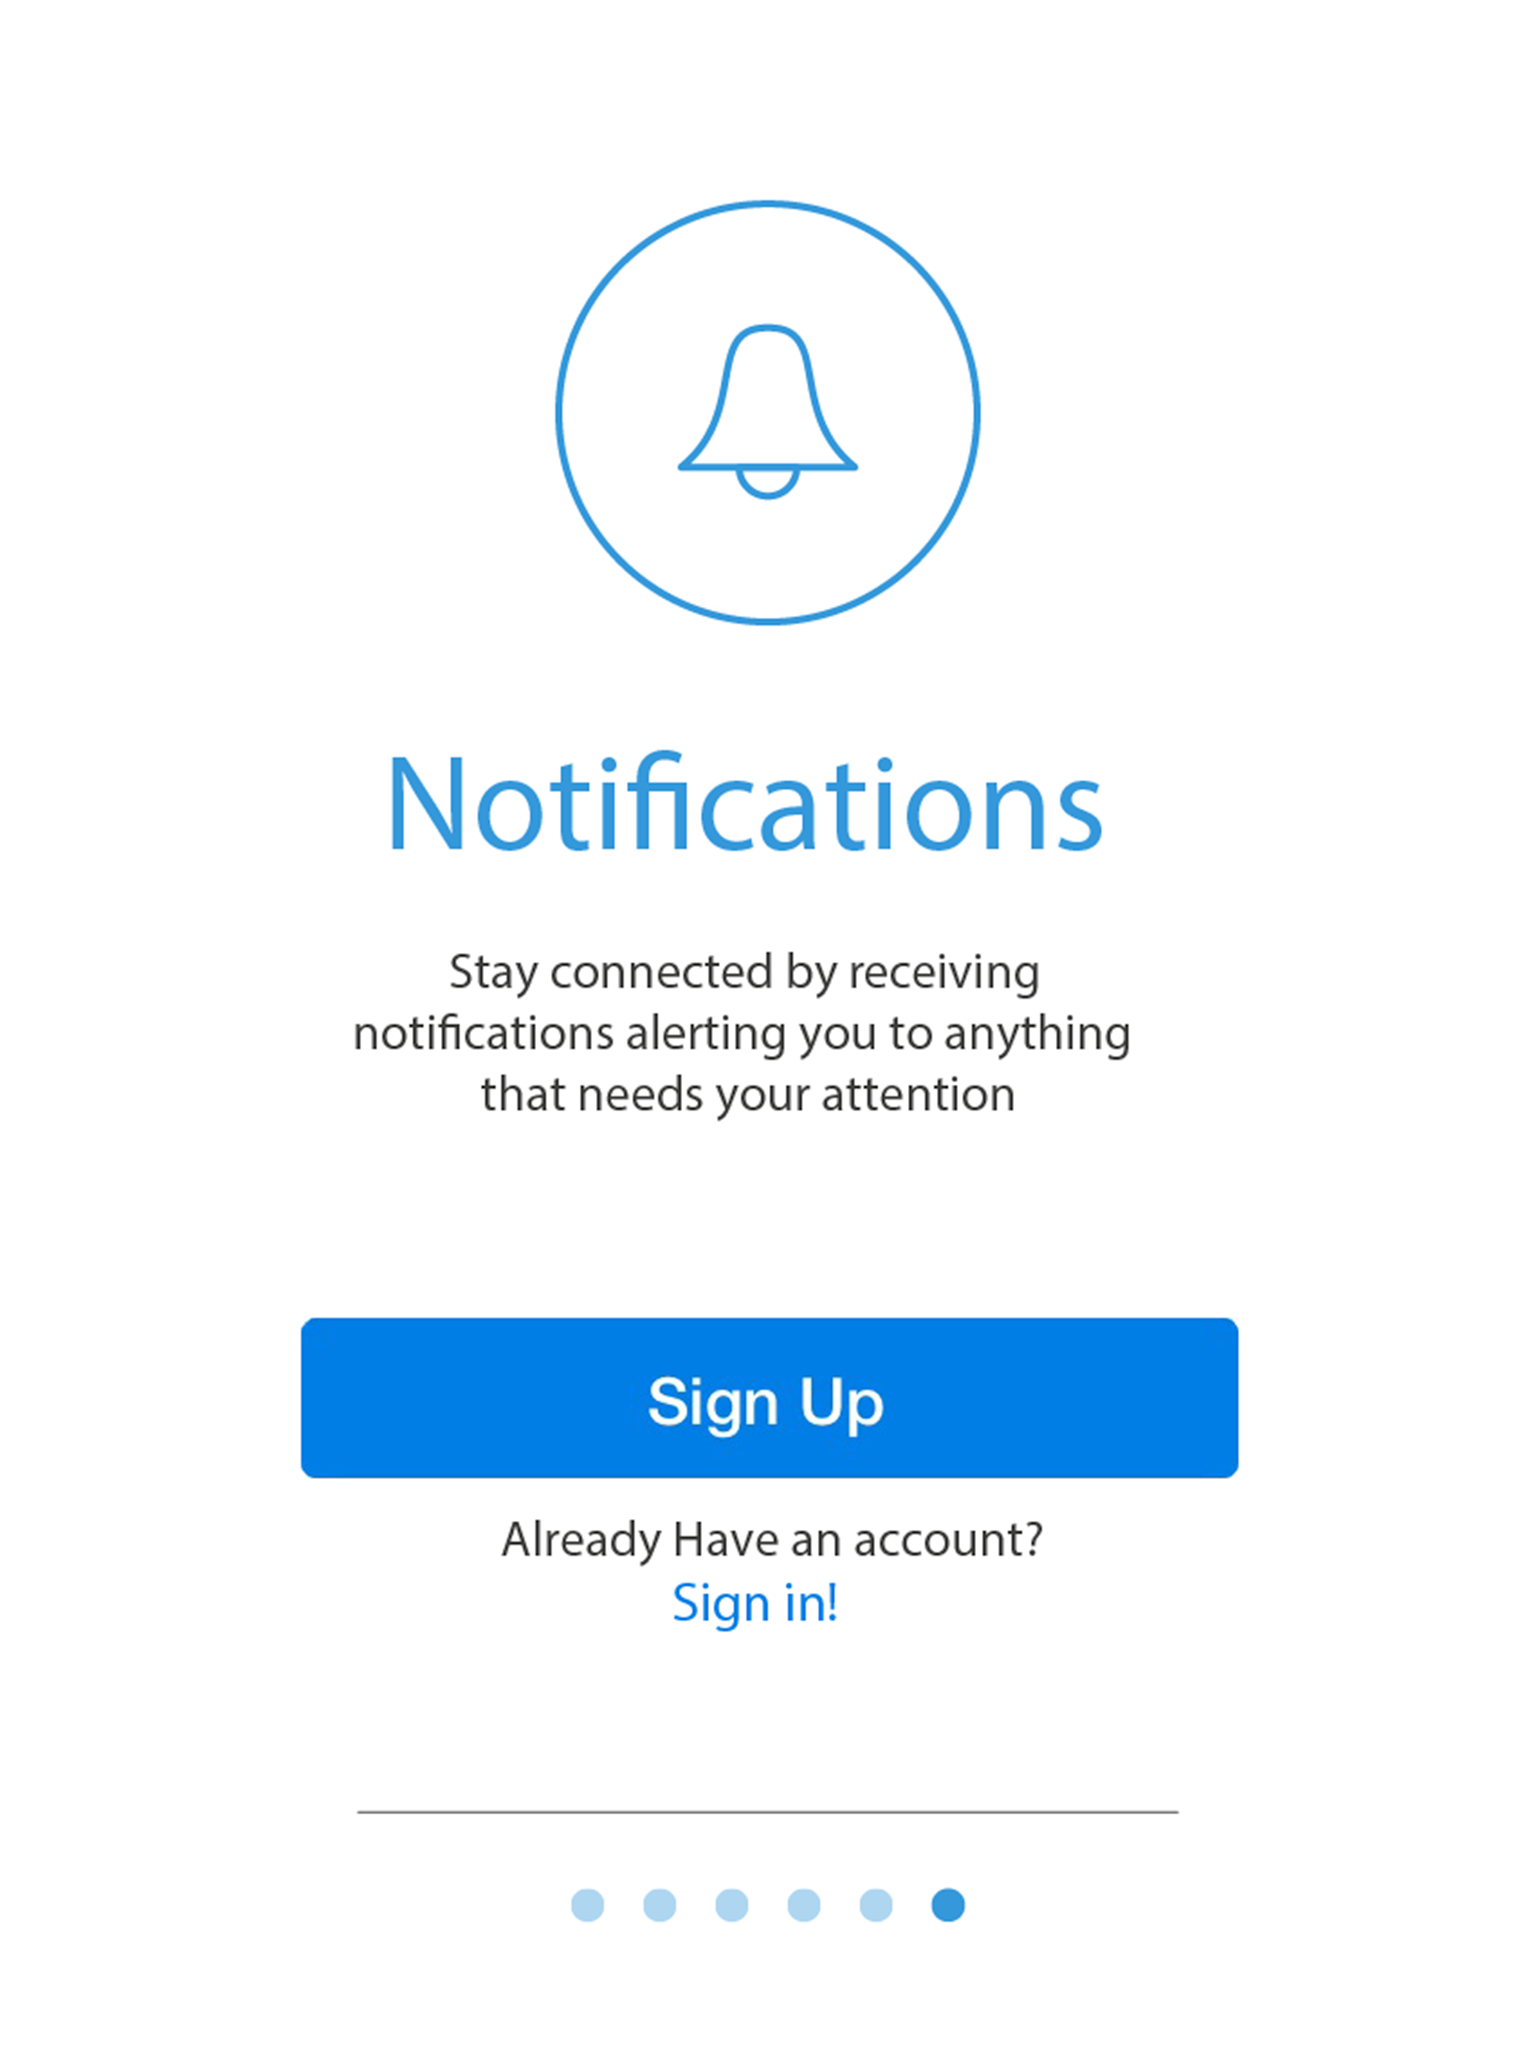 Notifications
Stay connected by receiving
notifications alerting you to anything
that needs your attention
Sign Up
Already Have an account?
Sign in!